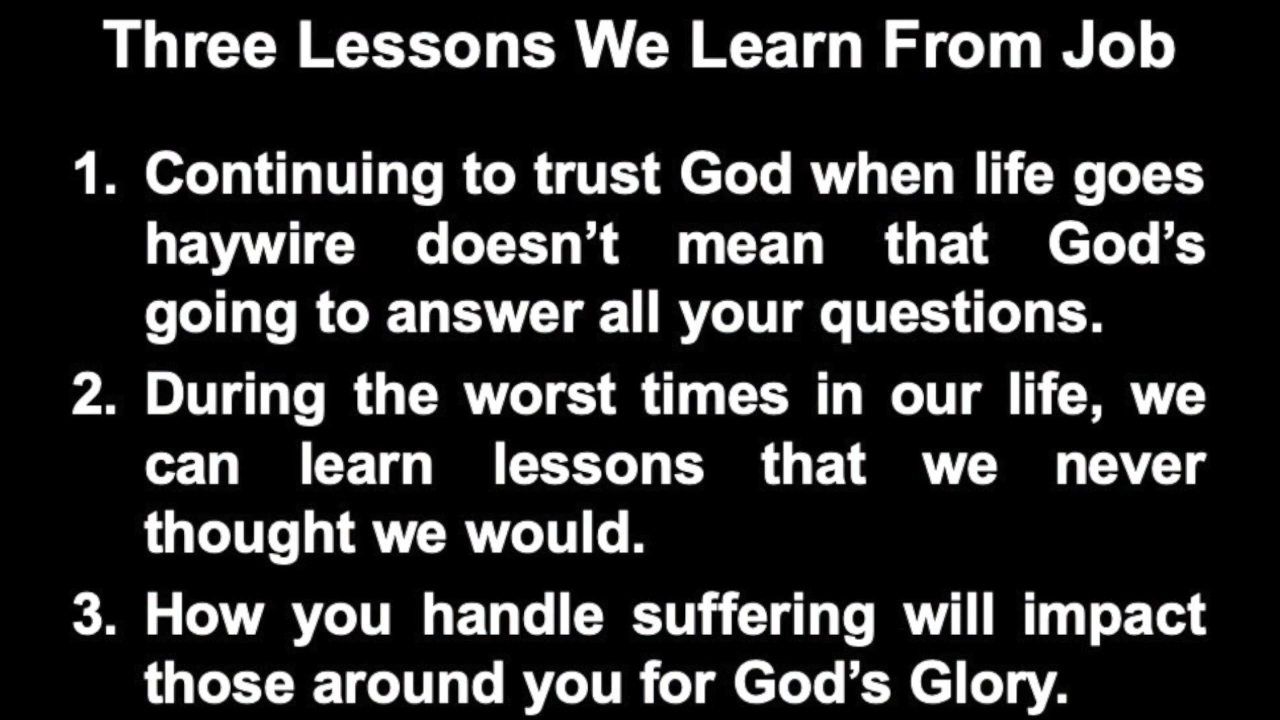 Three Lessons We Learn From Job
1. Continuing to trust God when life goes
haywire doesn’t mean that God’s
going to answer all your questions.
2. During the worst times in our life, we
can learn lessons that we never
thought we would.
3. How you handle suffering will impact
those around you for God’s Glory.